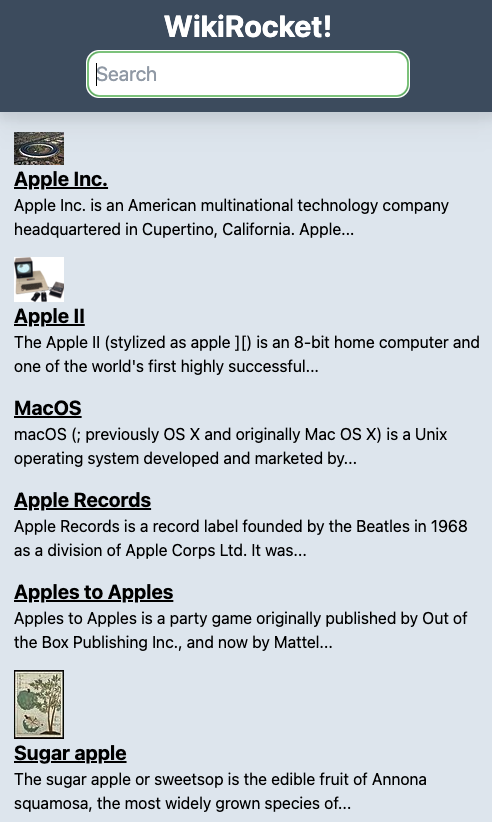 WikiRocket!
Search
Apple Inc.
Apple Inc. is an American multinational technology company
headquartered in Cupertino, California. Apple...
Apple II
The Apple II (stylized as apple ][) is an 8-bit home computer and
one of the world's first highly successful...
MacOS
macOS (; previously OS X and originally Mac OS X) is a Unix
operating system developed and marketed by...
Apple Records
Apple Records is a record label founded by the Beatles in 1968
as a division of Apple Corps Ltd. It was...
Apples to Apples
Apples to Apples is a party game originally published by Out of
the Box Publishing Inc., and now by Mattel...
Sugar apple
The sugar apple or sweetsop is the edible fruit of Annona
squamosa, the most widely grown species of...